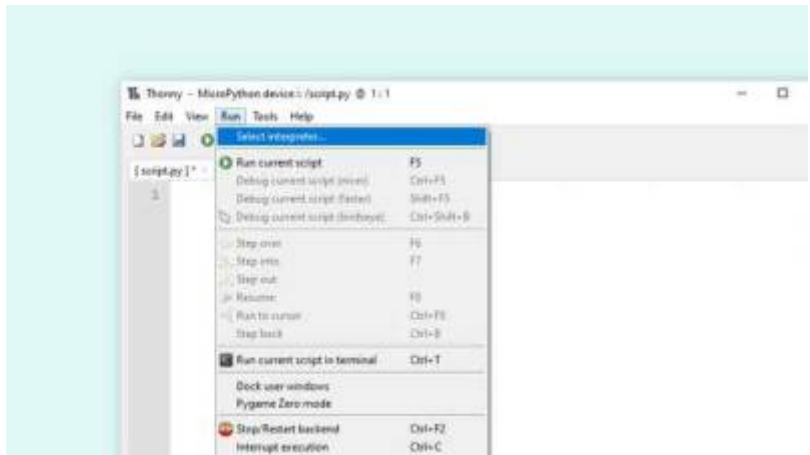 Thonny - MicroPython device :: /script.py @ 1:1
File Edit View Run Tools Help
Select interpreter...
[ script.py ] *
1
Run current script F5
Debug current script (nicer) Ctrl+F5
Debug current script (faster) Shift+F5
Debug current script (birdseye) Ctrl+Shift+B
Step over F6
Step into F7
Step out
Resume F8
Run to cursor Ctrl+F8
Step back Ctrl+B
Run current script in terminal Ctrl+T
Dock user windows
Pygame Zero mode
Stop/Restart backend Ctrl+F2
Interrupt execution Ctrl+C